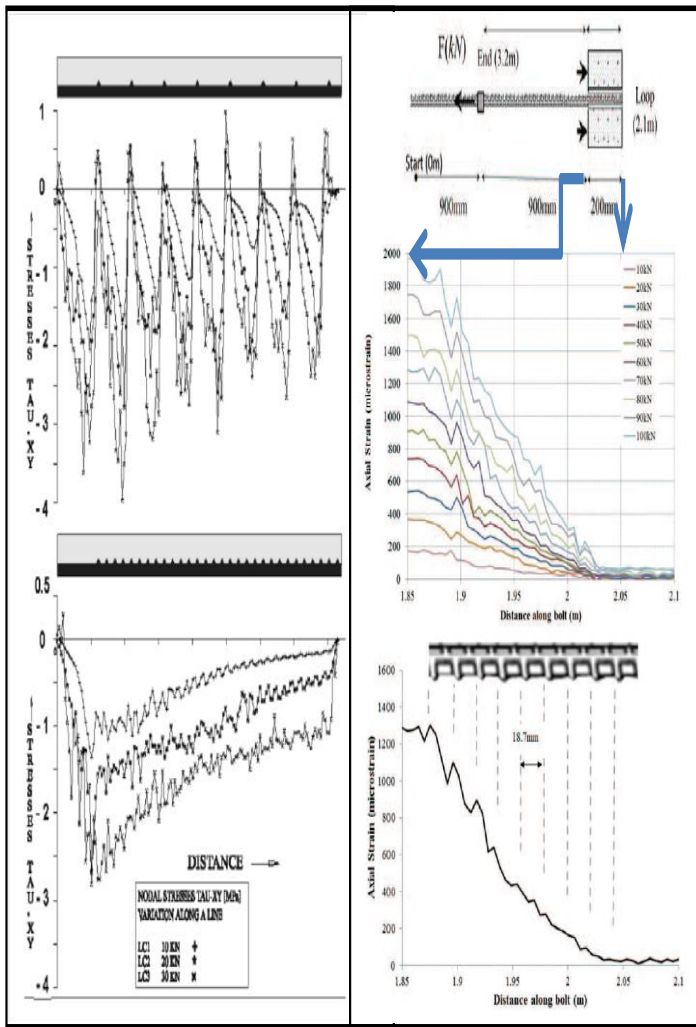 1
0
-1
-2
-3
-4
STRESSES TAU-XY
0.5
0
-1
-2
-3
-4
STRESSES TAU-XY
DISTANCE
NODAL STRESSES TAU-XY [MPa]
VARIATION ALONG A LINE
LC1 10 KN
LC2 20 KN
LC3 30 KN
F(kN)
End (3.2m)
Loop
(2.1m)
Start (0m)
900mm 900mm 200mm
2000
1800
1600
1400
1200
1000
800
600
400
200
0
Axial Strain (microstrain)
10kN
20kN
30kN
40kN
50kN
60kN
70kN
80kN
90kN
100kN
1.85 1.9 1.95 2 2.05 2.1
Distance along bolt (m)
1600
1400
1200
1000
800
600
400
200
0
Axial Strain (microstrain)
18.7mm
1.85 1.9 1.95 2 2.05 2.1
Distance along bolt (m)